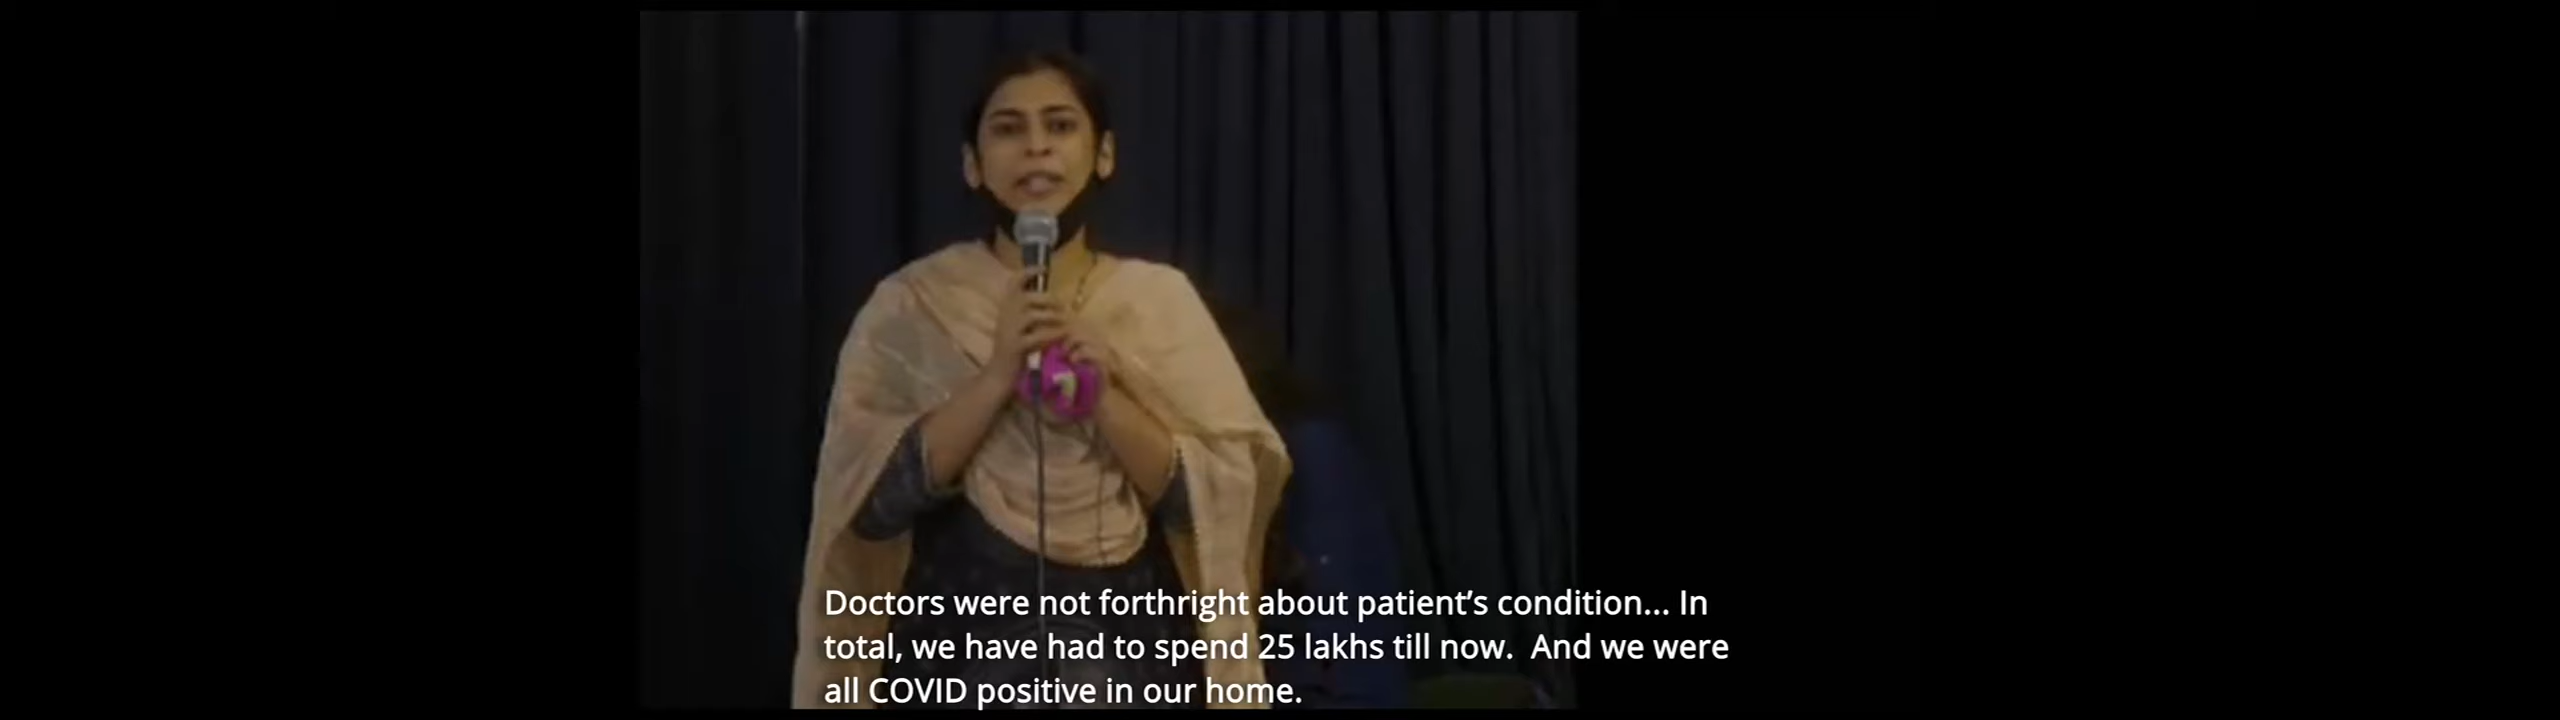 Doctors were not forthright about patient’s condition... In
total, we have had to spend 25 lakhs till now.  And we were
all COVID positive in our home.